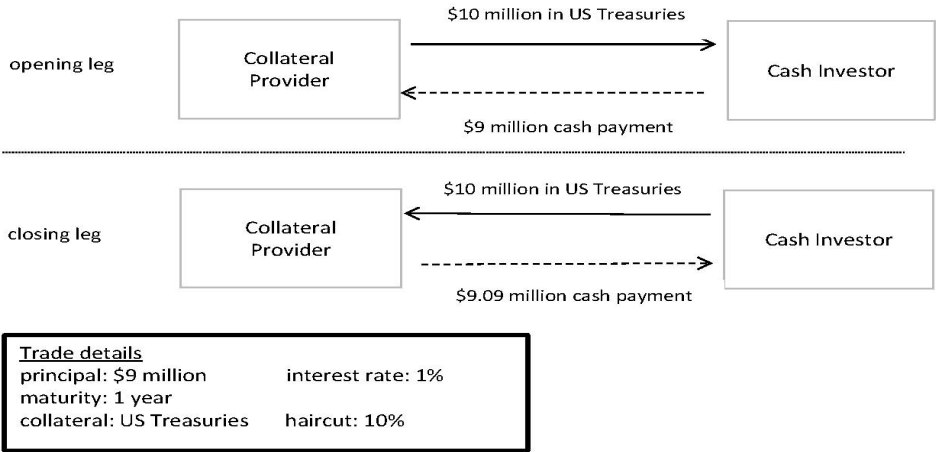 $10 million in US Treasuries
opening leg
Collateral
Provider
Cash Investor
$9 million cash payment
$10 million in US Treasuries
closing leg
Collateral
Provider
Cash Investor
$9.09 million cash payment
Trade details
principal: $9 million interest rate: 1%
maturity: 1 year
collateral: US Treasuries haircut: 10%